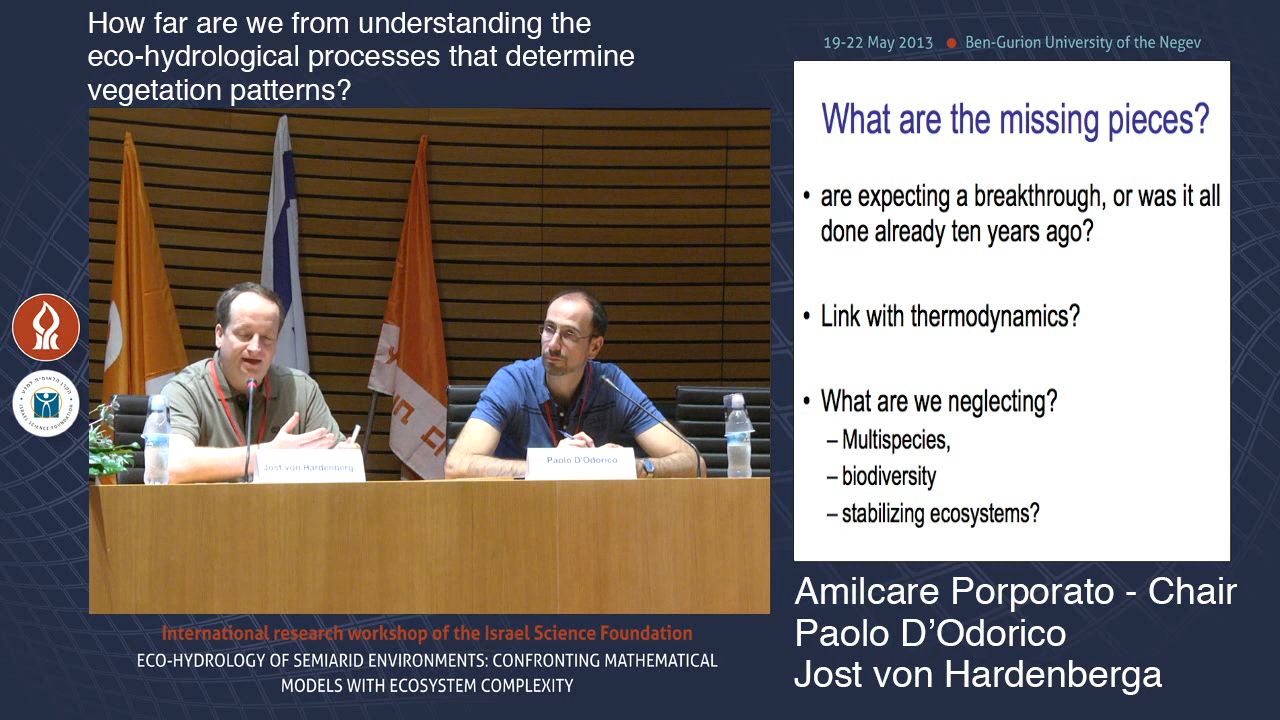 How far are we from understanding the
eco-hydrological processes that determine
vegetation patterns?
19-22 May 2013 ● Ben-Gurion University of the Negev
What are the missing pieces?
• are expecting a breakthrough, or was it all
done already ten years ago?
• Link with thermodynamics?
• What are we neglecting?
– Multispecies,
– biodiversity
– stabilizing ecosystems?
Jost von Hardenberg
Paolo D'Odorico
ISRAEL SCIENCE FOUNDATION
Amilcare Porporato - Chair
Paolo D’Odorico
Jost von Hardenberga
International research workshop of the Israel Science Foundation
ECO-HYDROLOGY OF SEMIARID ENVIRONMENTS: CONFRONTING MATHEMATICAL
MODELS WITH ECOSYSTEM COMPLEXITY